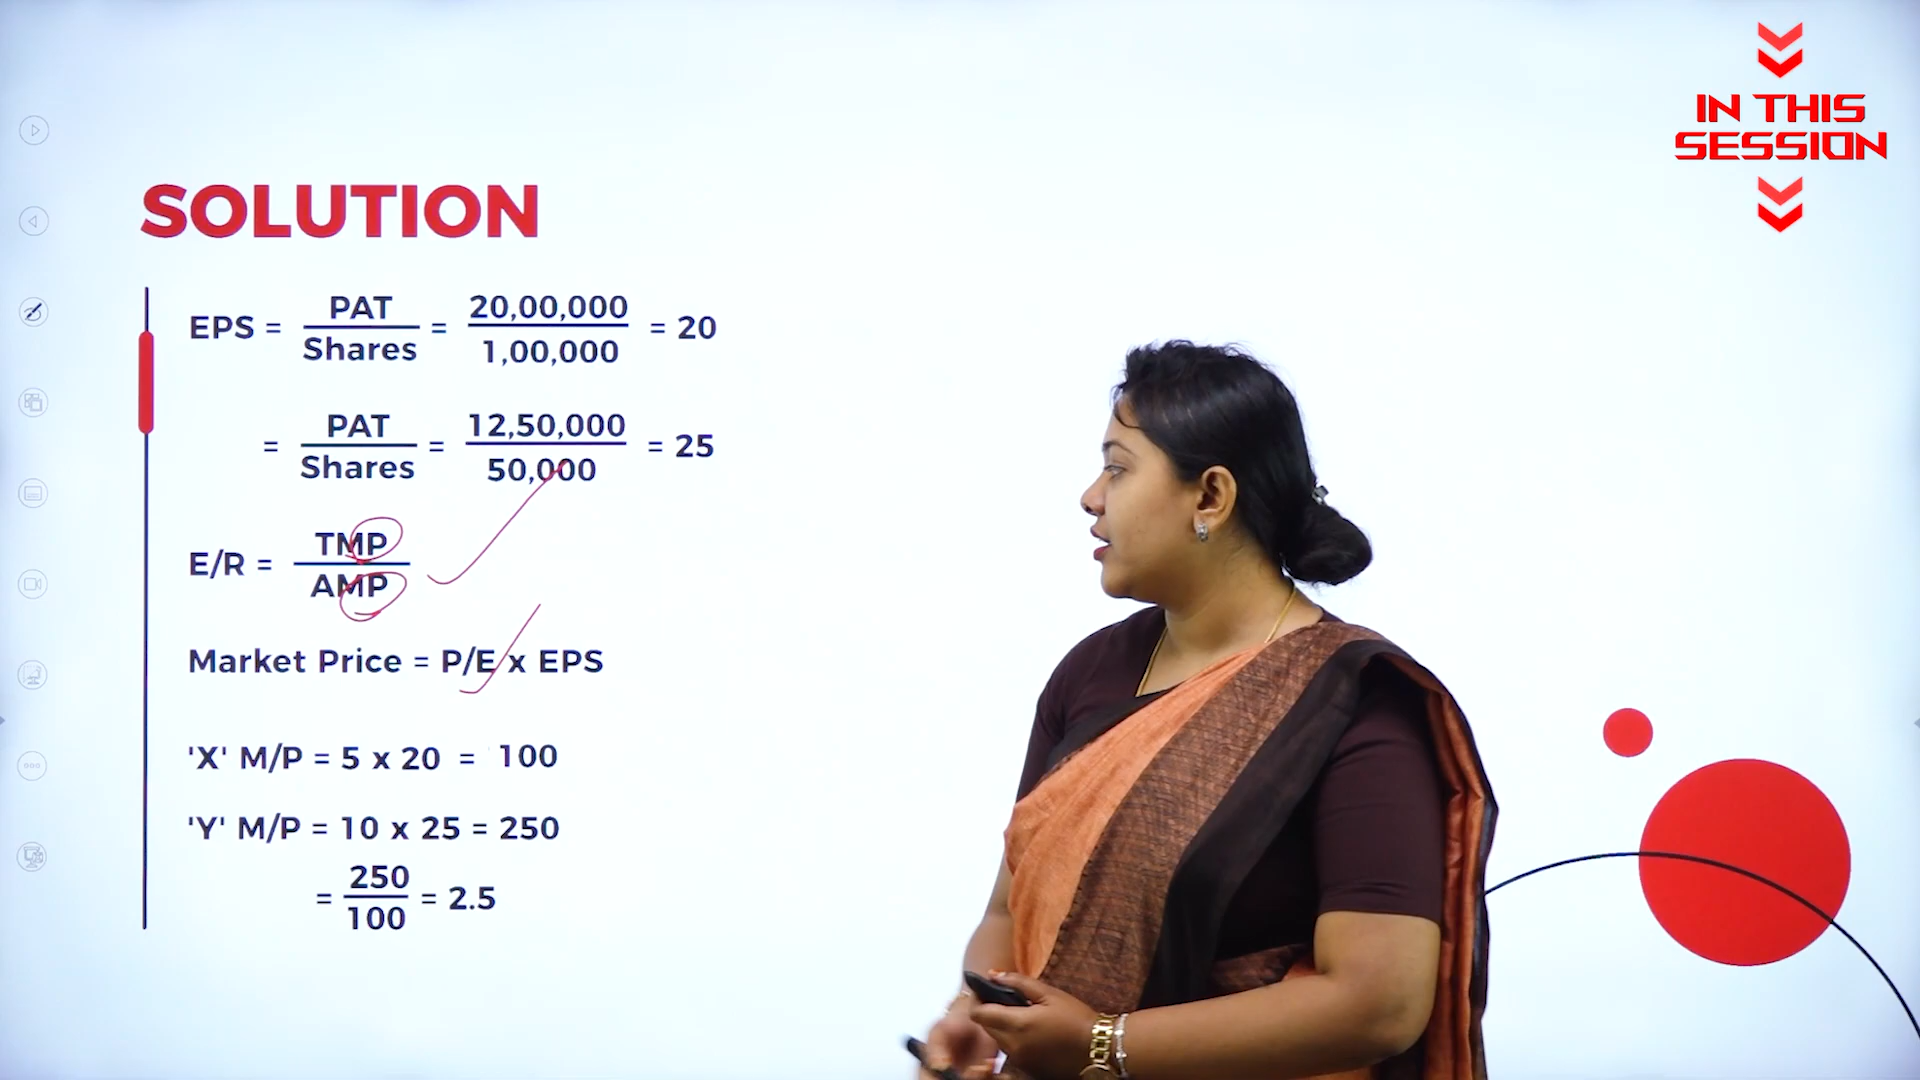 IN THIS
SESSION
SOLUTION
EPS = PAT / Shares = 20,00,000 / 1,00,000 = 20
= PAT / Shares = 12,50,000 / 50,000 = 25
E/R = TMP / AMP
Market Price = P/E x EPS
'X' M/P = 5 x 20 = 100
'Y' M/P = 10 x 25 = 250
= 250 / 100 = 2.5